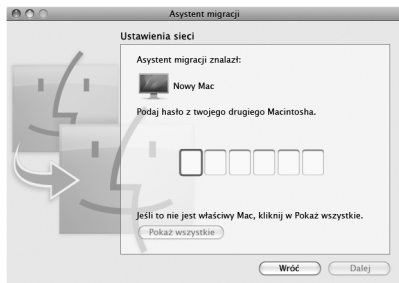 Asystent migracji
Ustawienia sieci
Asystent migracji znalazł:
Nowy Mac
Podaj hasło z twojego drugiego Macintosha.
Jeśli to nie jest właściwy Mac, kliknij w Pokaż wszystkie.
Pokaż wszystkie
Wróć Dalej